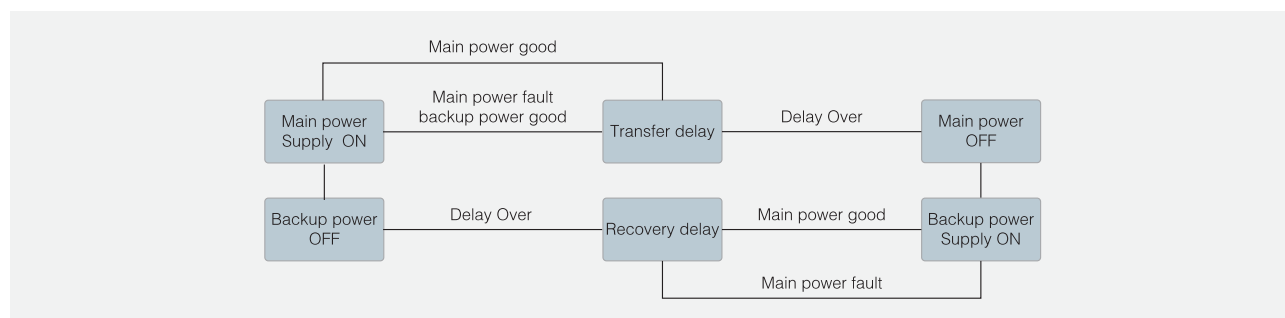 Main power good
Main power fault
backup power good
Main power
Supply ON
Transfer delay
Delay Over
Main power
OFF
Backup power
OFF
Delay Over
Recovery delay
Main power good
Backup power
Supply ON
Main power fault